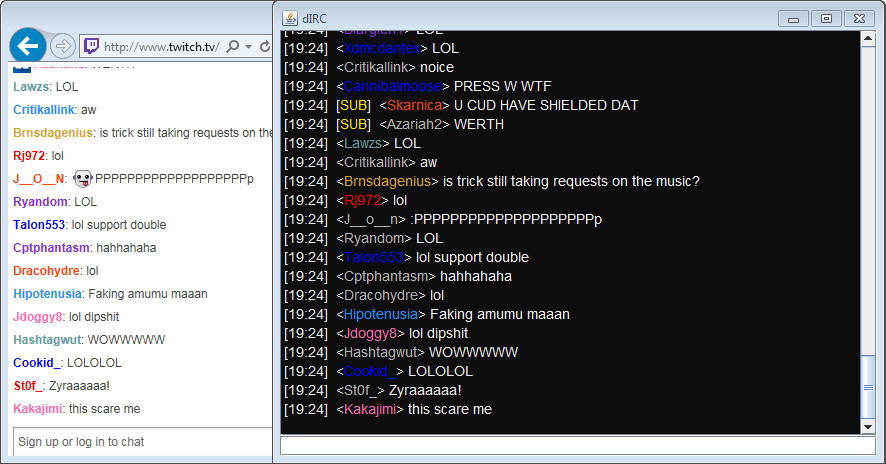 http://www.twitch.tv/
Lawzs: LOL
Critikallink: aw
Brnsdagenius: is trick still taking requests on the
Rj972: lol
J__O__N: PPPPPPPPPPPPPPPPPPPPp
Ryandom: LOL
Talon553: lol support double
Cptphantasm: hahhahaha
Dracohydre: lol
Hipotenusia: Faking amumu maaan
Jdoggy8: lol dipshit
Hashtagwut: WOWWWWW
Cookid_: LOLOLOL
St0f_: Zyraaaaaa!
Kakajimi: this scare me
Sign up or log in to chat
dIRC
[19:24] <Xdmcdantex> LOL
[19:24] <Critikallink> noice
[19:24] <Cannibalmoose> PRESS W WTF
[19:24] [SUB] <Skarnica> U CUD HAVE SHIELDED DAT
[19:24] [SUB] <Azariah2> WERTH
[19:24] <Lawzs> LOL
[19:24] <Critikallink> aw
[19:24] <Brnsdagenius> is trick still taking requests on the music?
[19:24] <Rj972> lol
[19:24] <J__o__n> :PPPPPPPPPPPPPPPPPPPPp
[19:24] <Ryandom> LOL
[19:24] <Talon553> lol support double
[19:24] <Cptphantasm> hahhahaha
[19:24] <Dracohydre> lol
[19:24] <Hipotenusia> Faking amumu maaan
[19:24] <Jdoggy8> lol dipshit
[19:24] <Hashtagwut> WOWWWWW
[19:24] <Cookid_> LOLOLOL
[19:24] <St0f_> Zyraaaaaa!
[19:24] <Kakajimi> this scare me